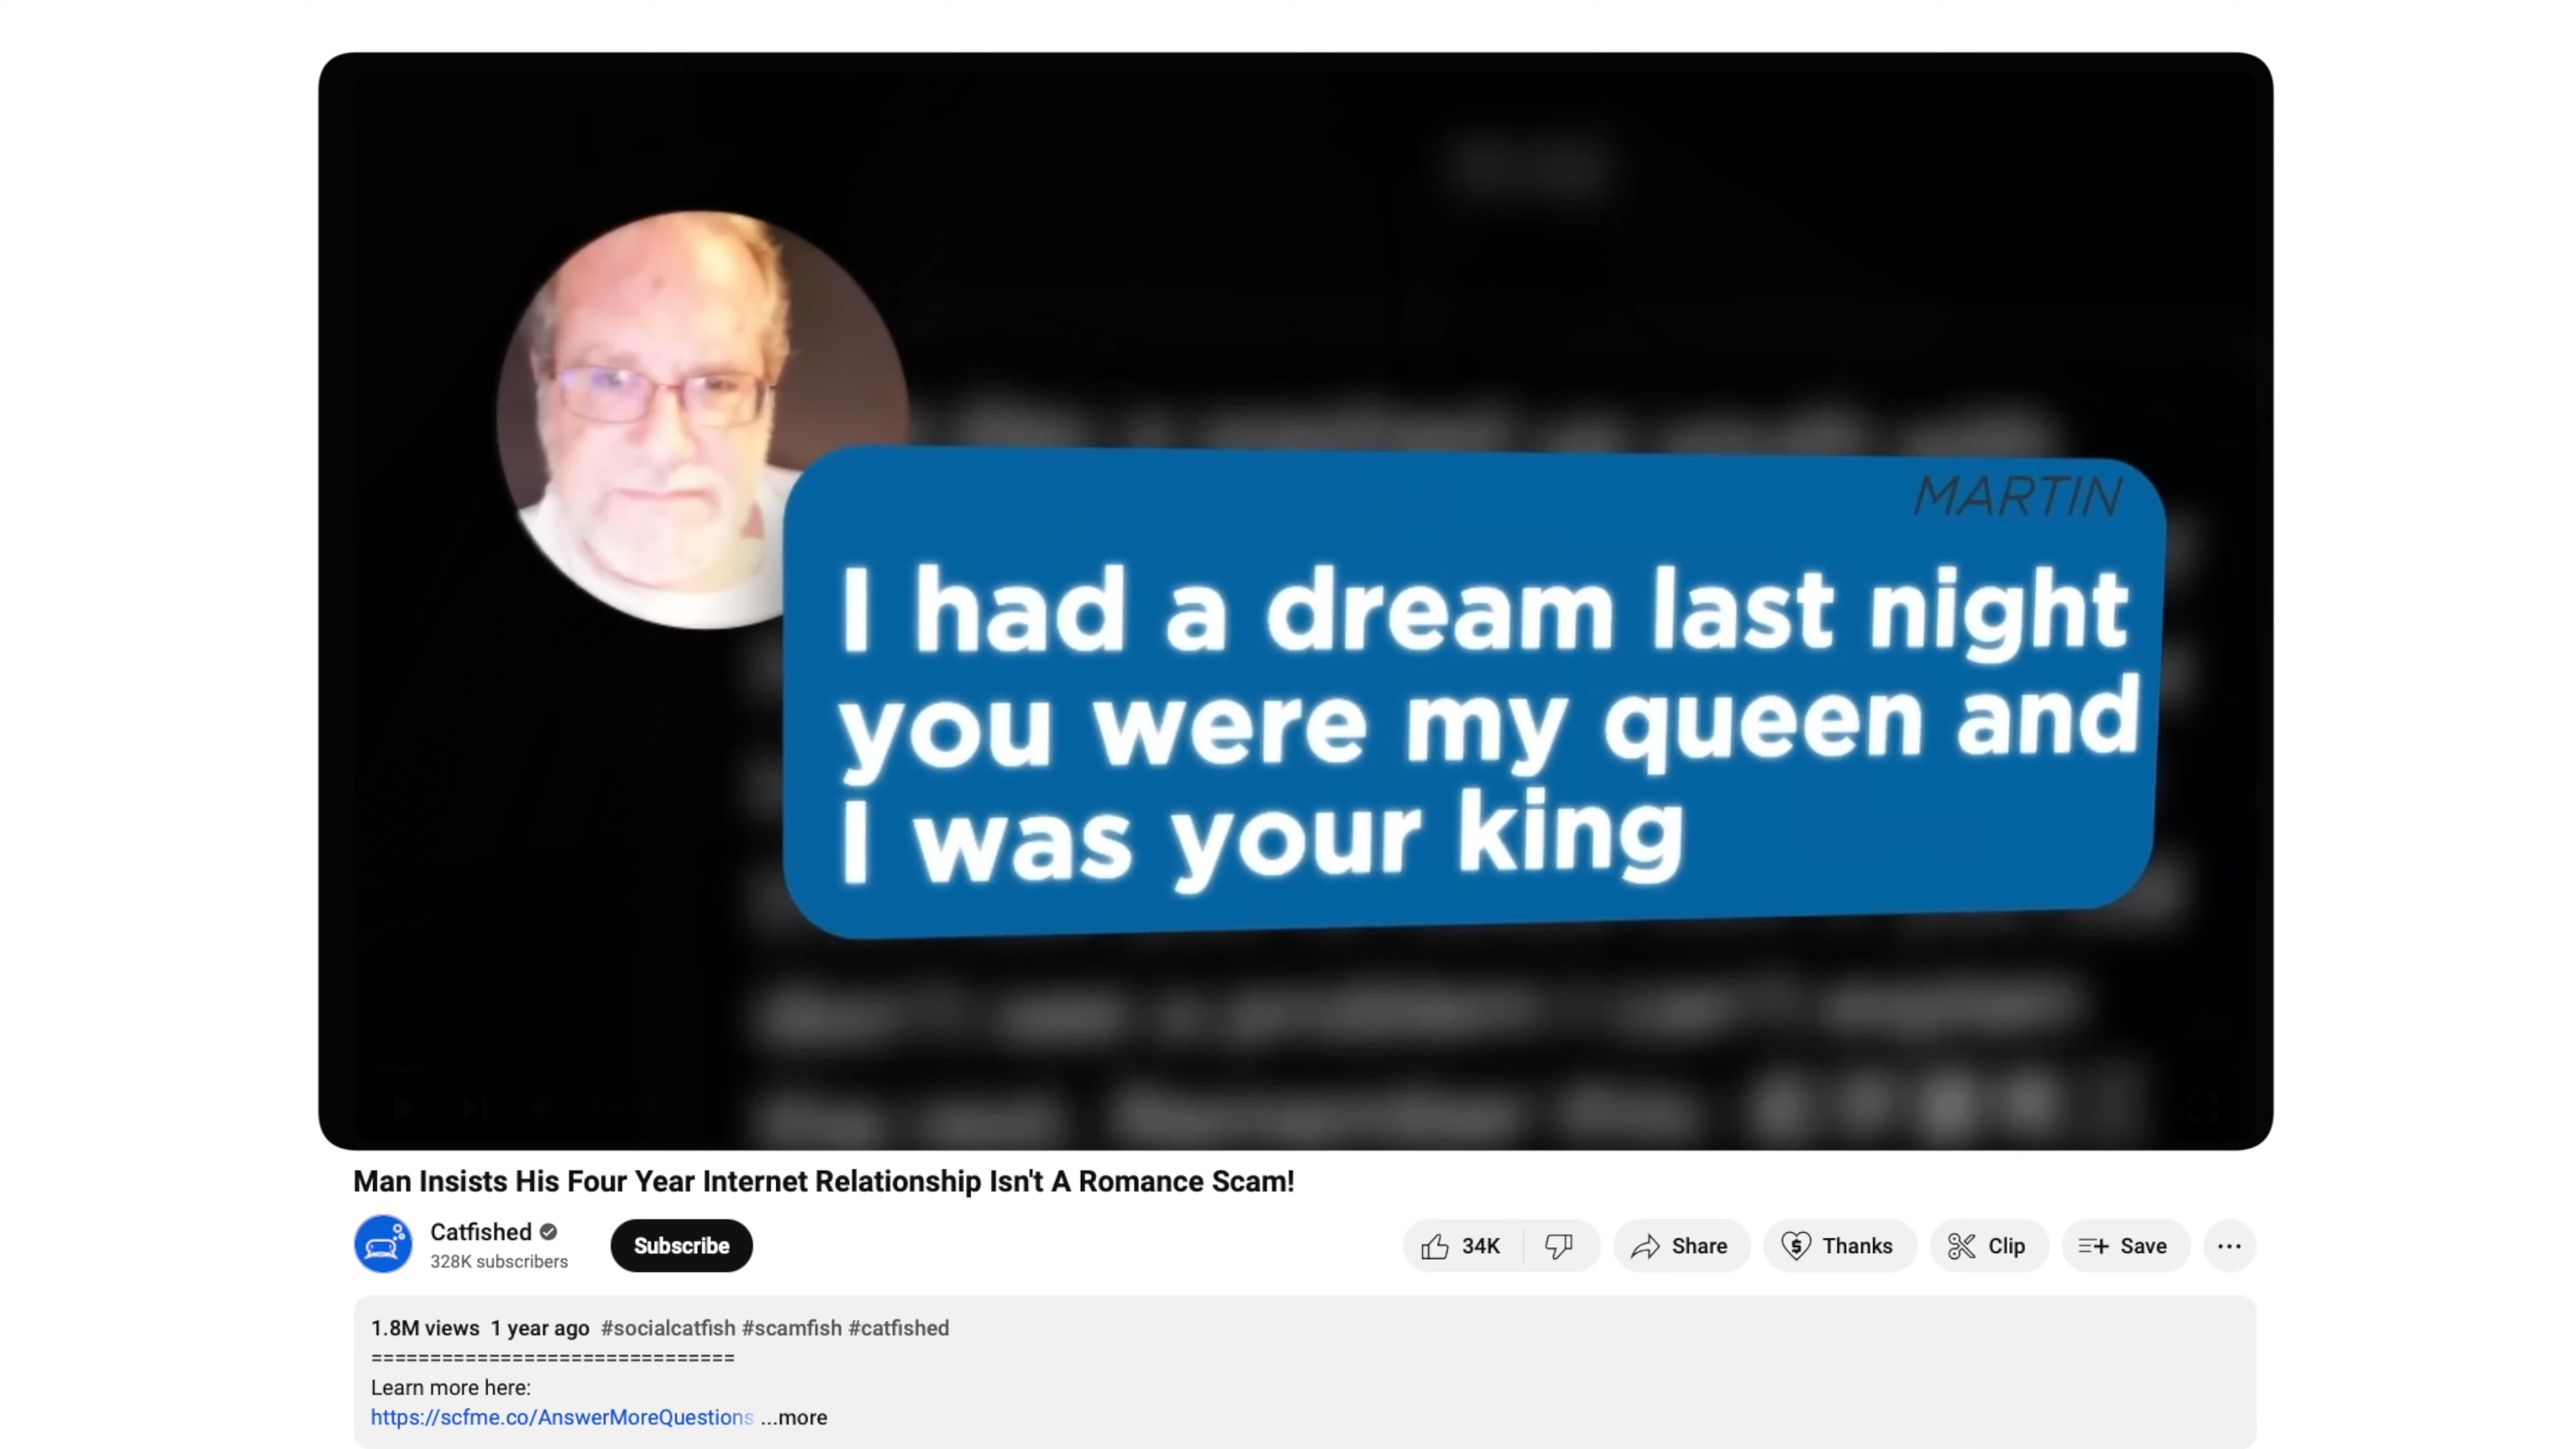 MARTIN
I had a dream last night
you were my queen and
I was your king
Man Insists His Four Year Internet Relationship Isn't A Romance Scam!
Catfished
328K subscribers
Subscribe
34K
Share
Thanks
Clip
Save
1.8M views 1 year ago #socialcatfish #scamfish #catfished
==============================
Learn more here:
https://scfme.co/AnswerMoreQuestions ...more